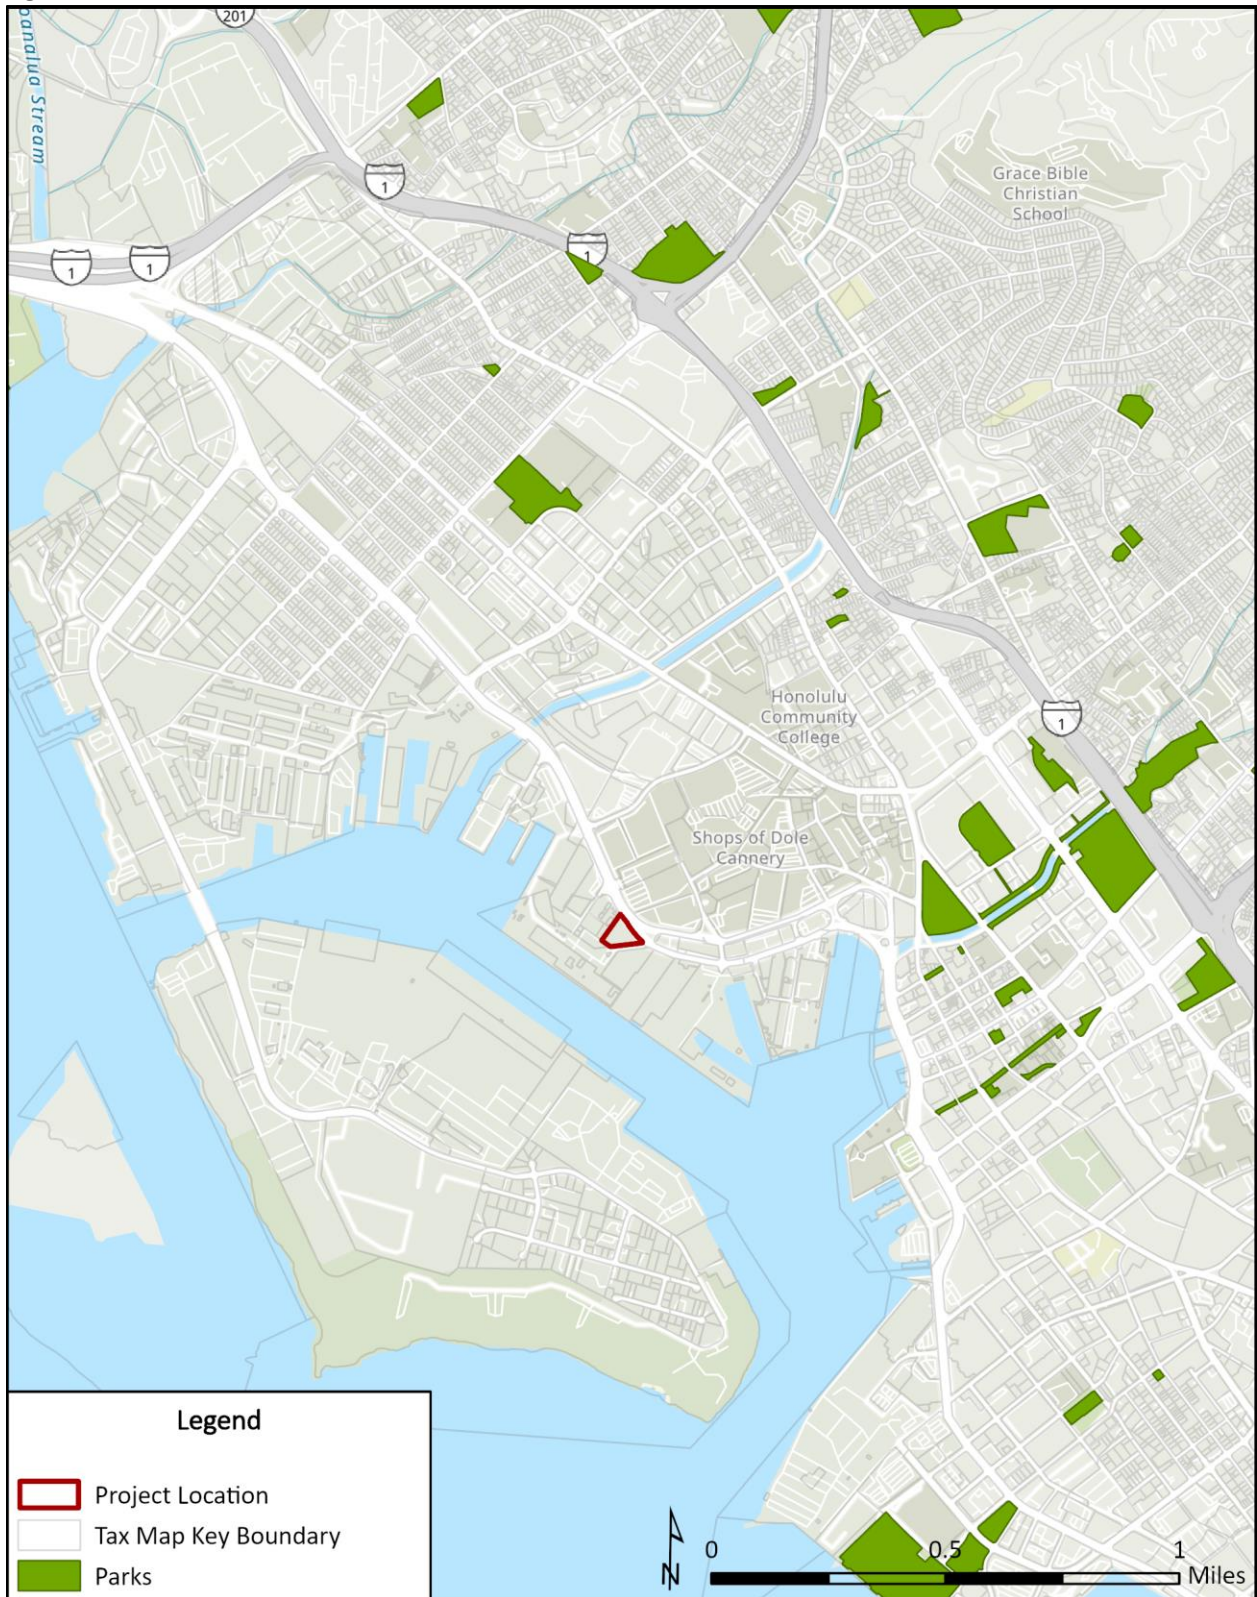 201
oanalua Stream
1
Grace Bible
Christian
School
1
1
1
Honolulu
Community
College
1
Shops of Dole
Cannery
Legend
Project Location
Tax Map Key Boundary
Parks
N
0
0.5
1
Miles